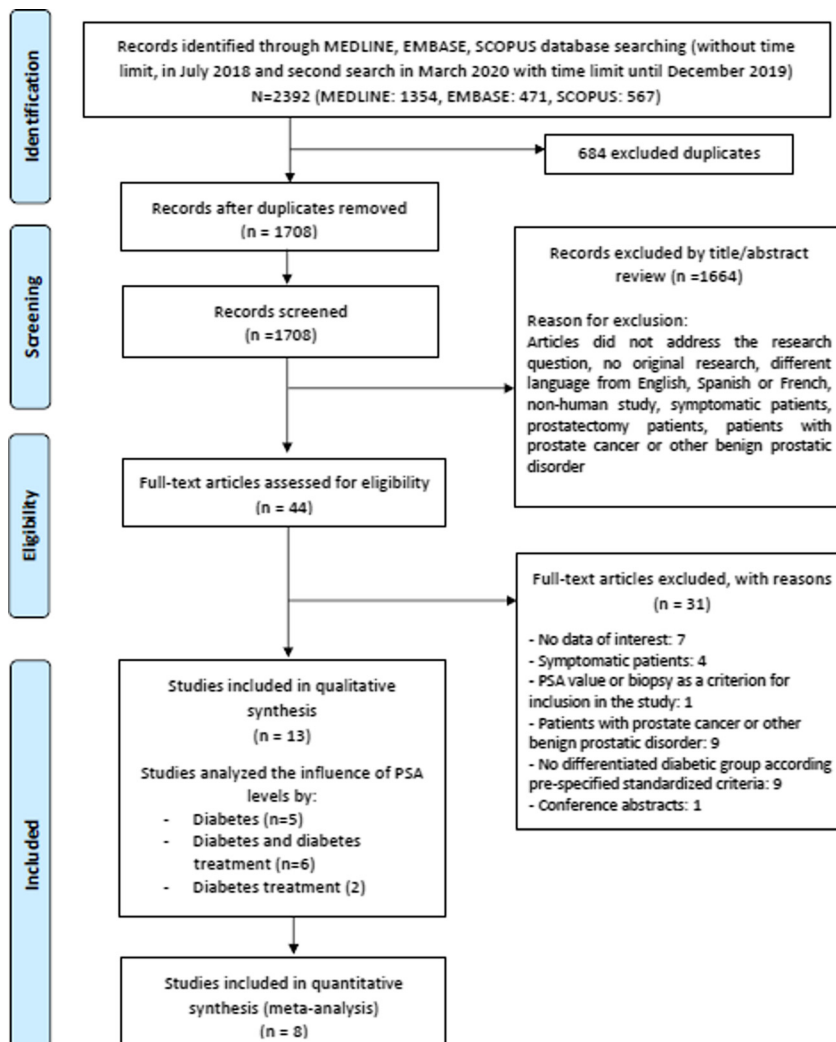 Identification
Records identified through MEDLINE, EMBASE, SCOPUS database searching (without time
limit, in July 2018 and second search in March 2020 with time limit until December 2019)
N=2392 (MEDLINE: 1354, EMBASE: 471, SCOPUS: 567)
684 excluded duplicates
Records after duplicates removed
(n = 1708)
Screening
Records screened
(n =1708)
Records excluded by title/abstract
review (n =1664)
Reason for exclusion:
Articles did not address the research
question, no original research, different
language from English, Spanish or French,
non-human study, symptomatic patients,
prostatectomy patients, patients with
prostate cancer or other benign prostatic
disorder
Eligibility
Full-text articles assessed for eligibility
(n = 44)
Full-text articles excluded, with reasons
(n = 31)
- No data of interest: 7
- Symptomatic patients: 4
- PSA value or biopsy as a criterion for
inclusion in the study: 1
- Patients with prostate cancer or other
benign prostatic disorder: 9
- No differentiated diabetic group according
pre-specified standardized criteria: 9
- Conference abstracts: 1
Included
Studies included in qualitative
synthesis
(n = 13)
Studies analyzed the influence of PSA
levels by:
- Diabetes (n=5)
- Diabetes and diabetes
treatment (n=6)
- Diabetes treatment (2)
Studies included in quantitative
synthesis (meta-analysis)
(n = 8)